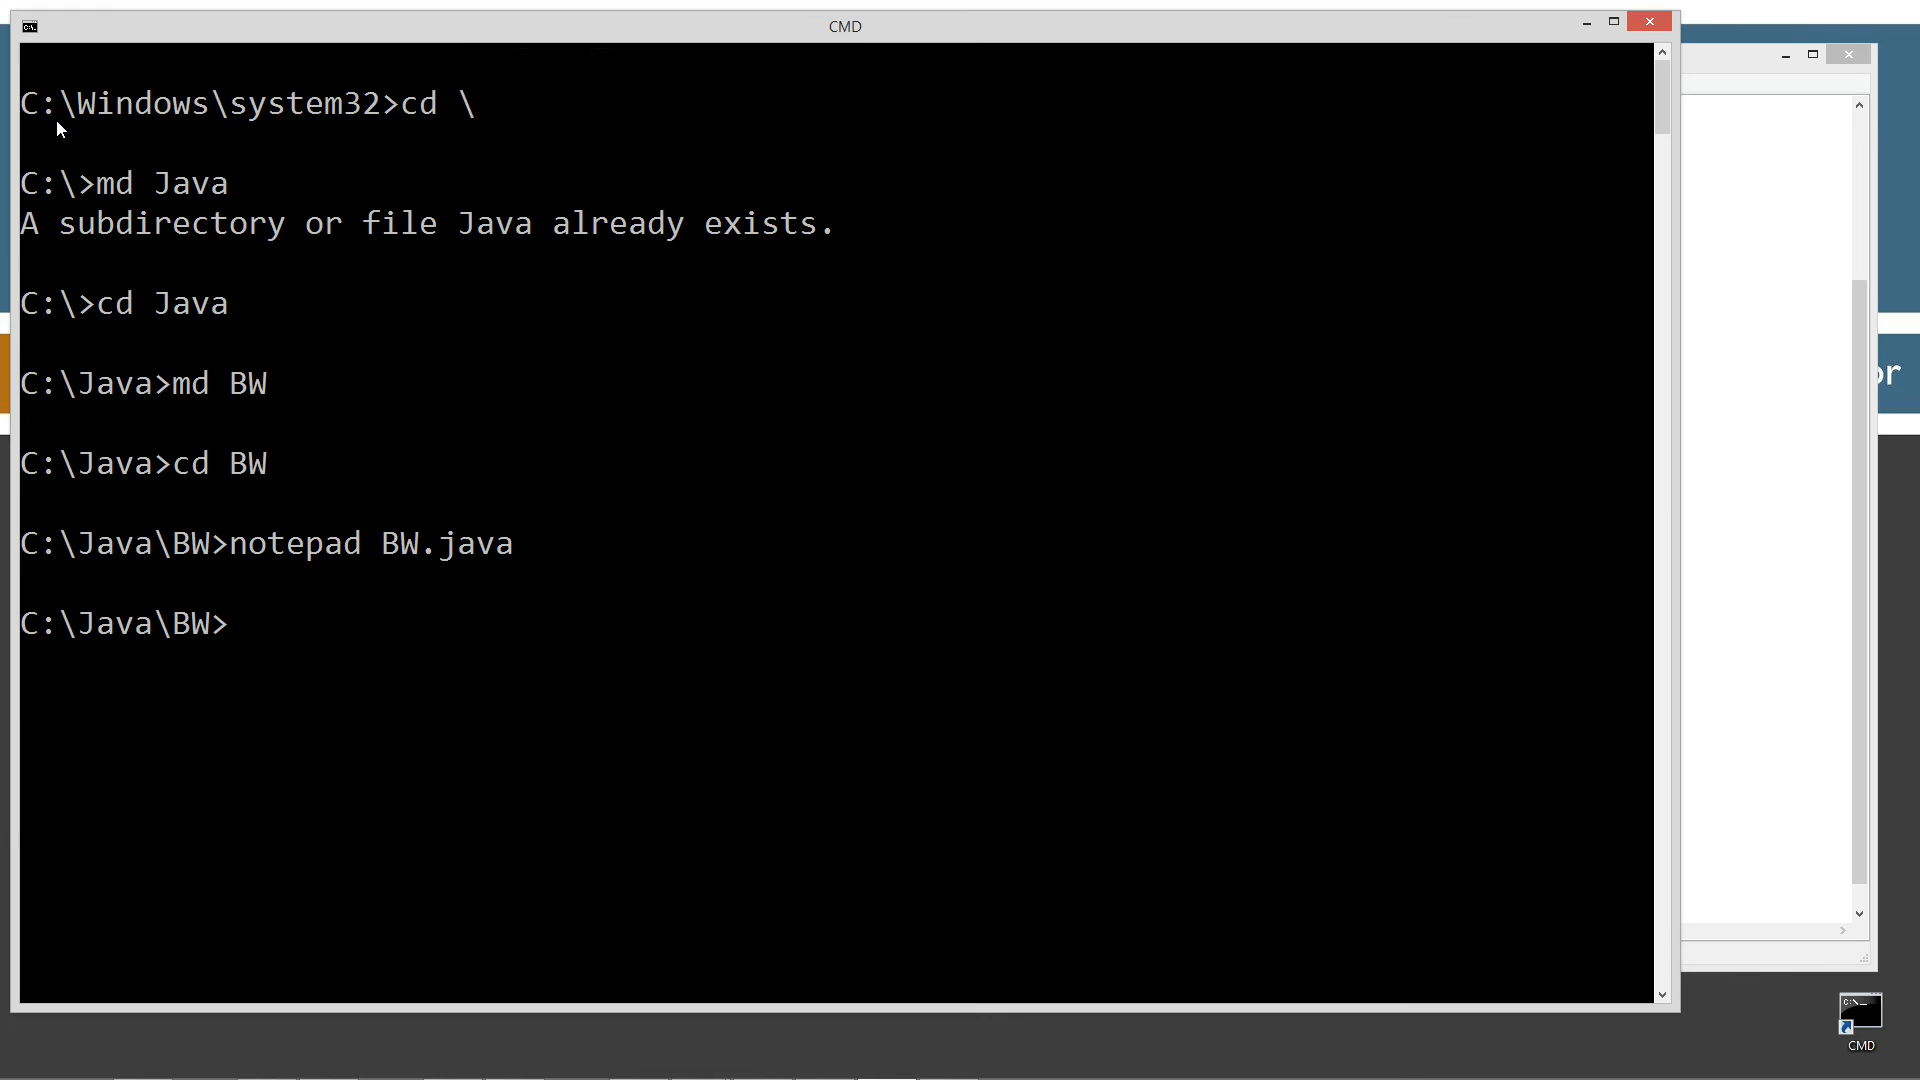 CMD
C:\Windows\system32>cd \
C:\>md Java
A subdirectory or file Java already exists.
C:\>cd Java
C:\Java>md BW
C:\Java>cd BW
C:\Java\BW>notepad BW.java
C:\Java\BW>
or
CMD